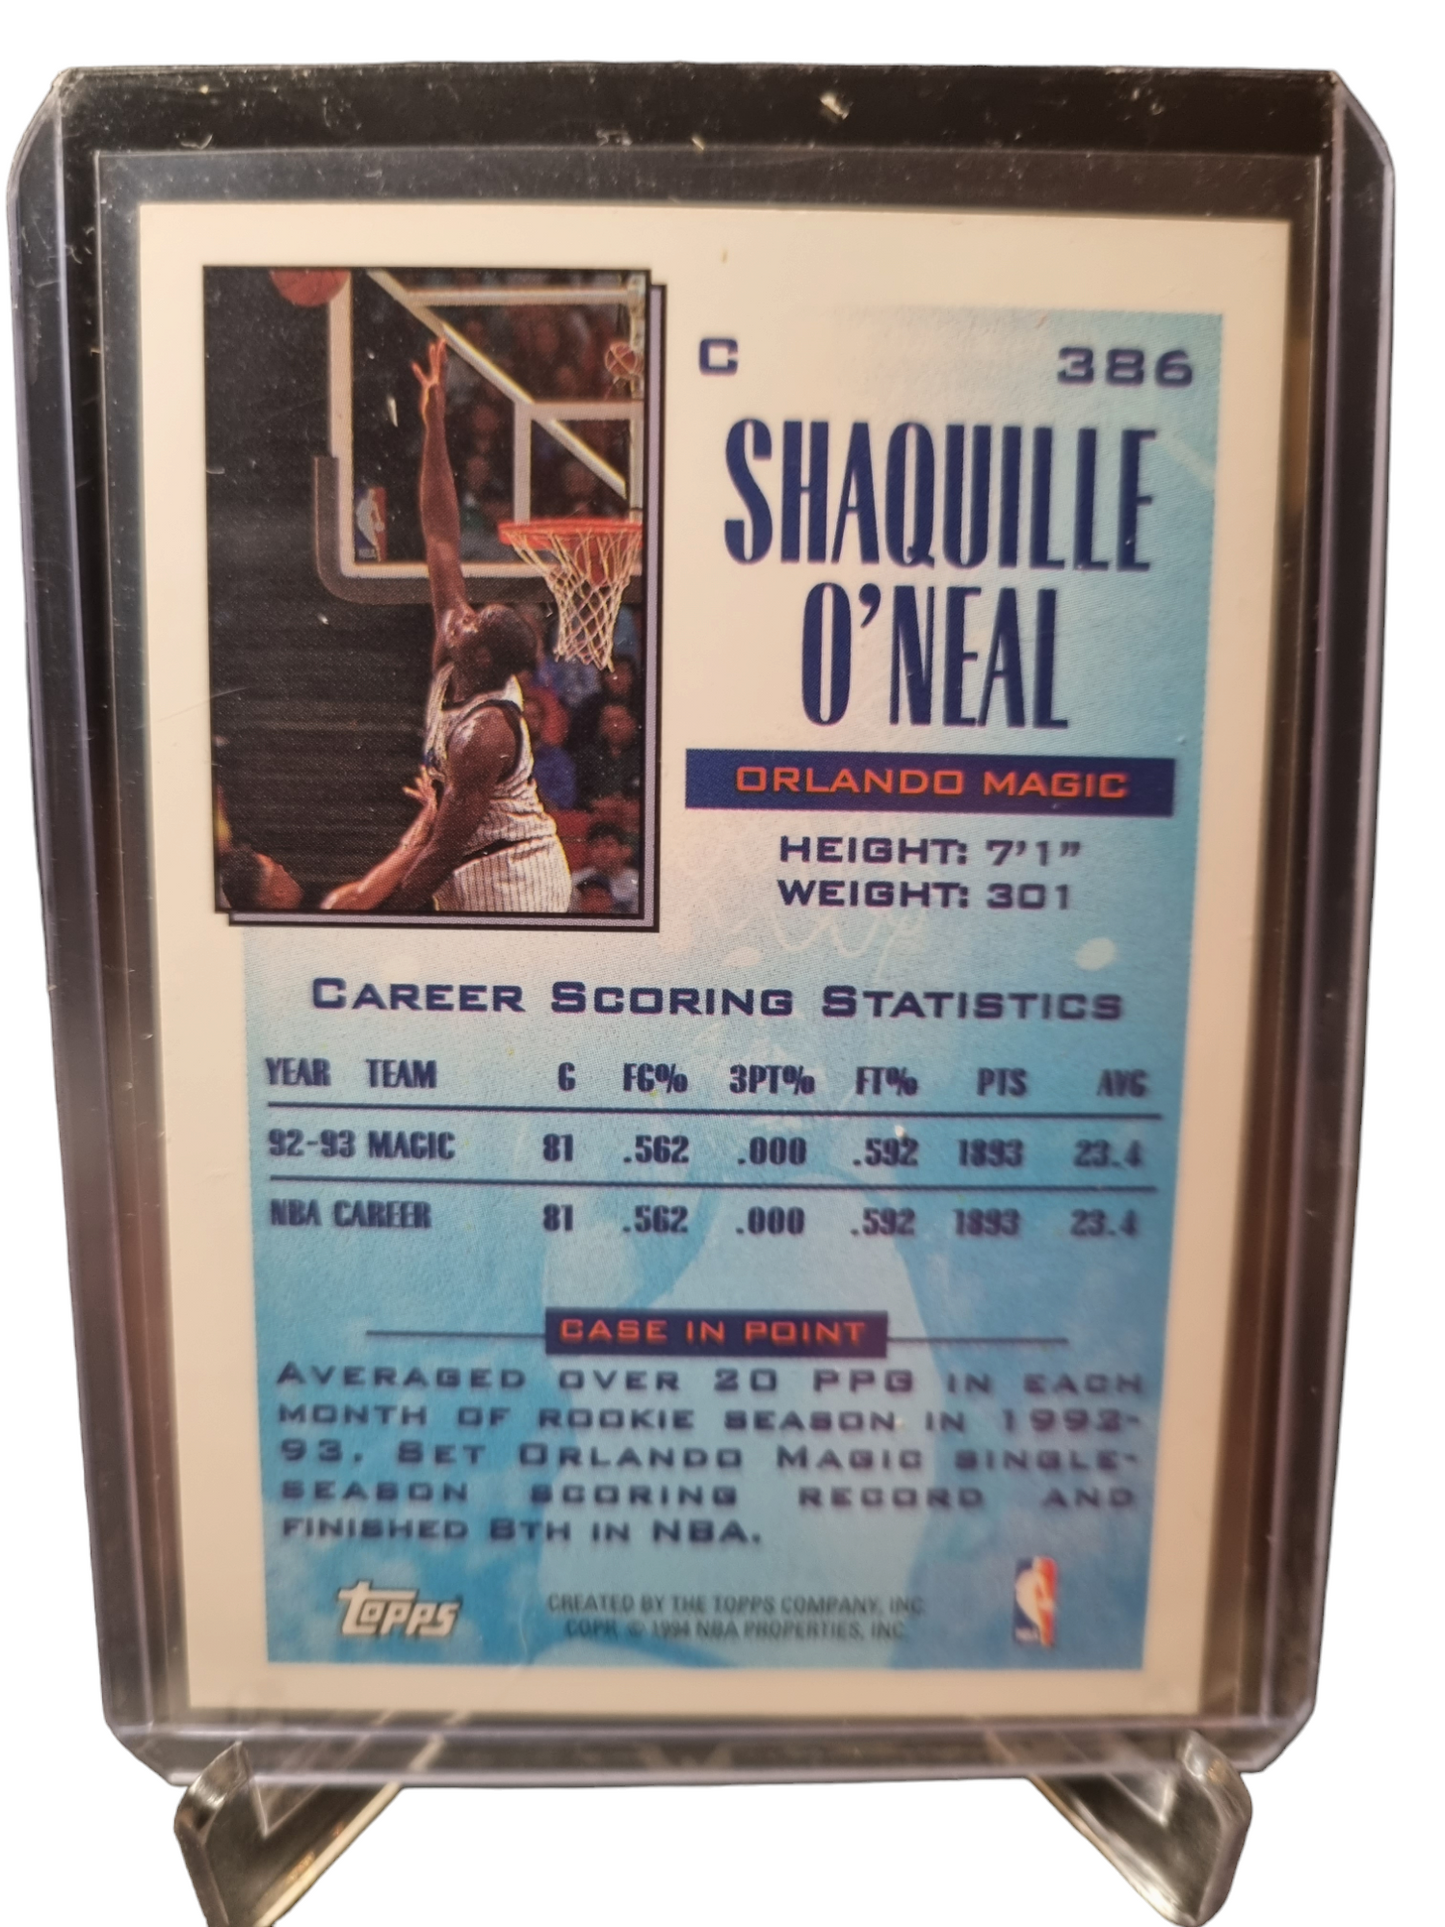 C 386
SHAQUILLE
O'NEAL
ORLANDO MAGIC
HEIGHT: 7'1"
WEIGHT: 301
CAREER SCORING STATISTICS
YEAR TEAM G FG% 3PT% FT% PTS AVG
92-93 MAGIC 81 .562 .000 .592 1893 23.4
NBA CAREER 81 .562 .000 .592 1893 23.4
CASE IN POINT
AVERAGED OVER 20 PPG IN EACH
MONTH OF ROOKIE SEASON IN 1992-
93. SET ORLANDO MAGIC SINGLE-
SEASON SCORING RECORD AND
FINISHED 8TH IN NBA.
TOPPS
CREATED BY THE TOPPS COMPANY, INC.
COPR. © 1994 NBA PROPERTIES, INC.
NBA